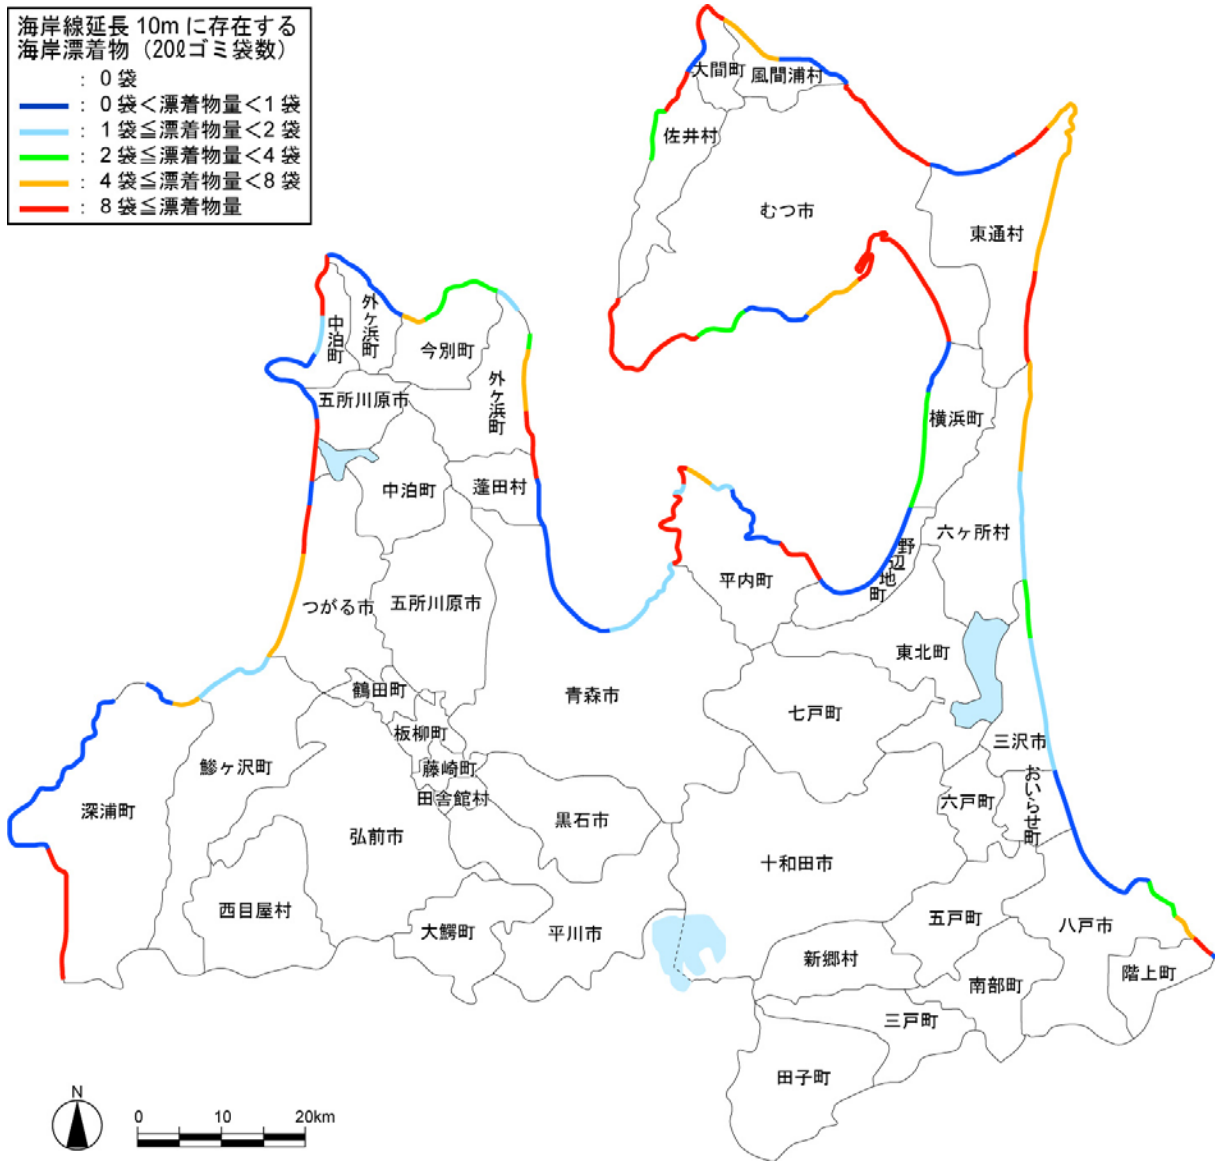 海岸線延長 10m に存在する
海岸漂着物（20ℓゴミ袋数）
： 0 袋
： 0 袋＜漂着物量＜1 袋
： 1 袋≦漂着物量＜2 袋
： 2 袋≦漂着物量＜4 袋
： 4 袋≦漂着物量＜8 袋
： 8 袋≦漂着物量
大間町
風間浦村
佐井村
むつ市
東通村
中泊町
外ヶ浜町
今別町
外ヶ浜町
五所川原市
横浜町
中泊町
蓬田村
六ヶ所村
野辺地町
平内町
つがる市
五所川原市
東北町
鶴田町
青森市
七戸町
板柳町
三沢市
鰺ヶ沢町
藤崎町
おいらせ町
田舎館村
六戸町
深浦町
弘前市
黒石市
十和田市
西目屋村
大鰐町
平川市
五戸町
八戸市
新郷村
階上町
南部町
三戸町
田子町
N
0 10 20km